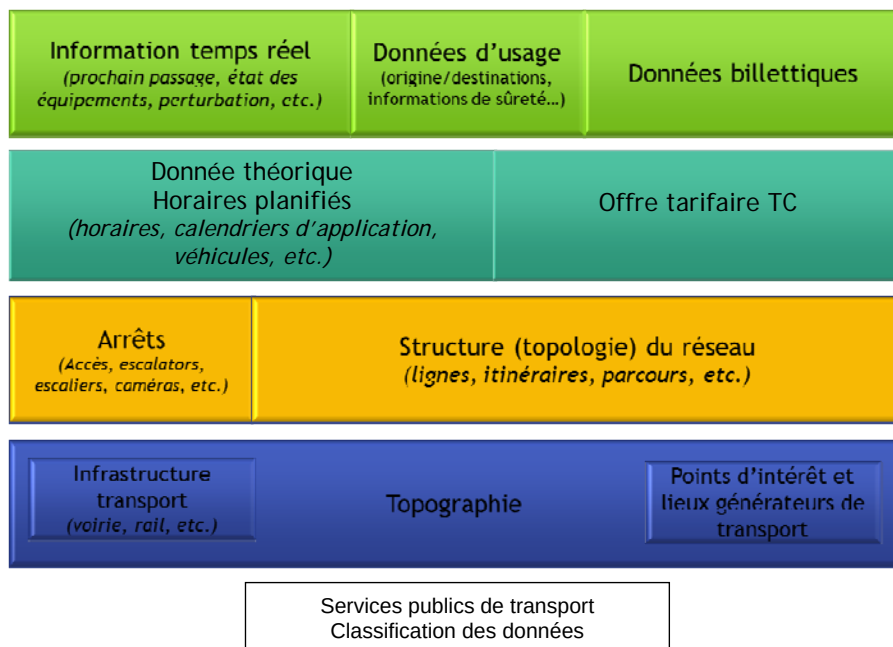 Information temps réel
(prochain passage, état des
équipements, perturbation, etc.)
Données d'usage
(origine/destinations,
informations de sûreté…)
Données billettiques
Donnée théorique
Horaires planifiés
(horaires, calendriers d'application,
véhicules, etc.)
Offre tarifaire TC
Arrêts
(Accès, escalators,
escaliers, caméras, etc.)
Structure (topologie) du réseau
(lignes, itinéraires, parcours, etc.)
Infrastructure
transport
(voirie, rail, etc.)
Topographie
Points d'intérêt et
lieux générateurs de
transport
Services publics de transport
Classification des données